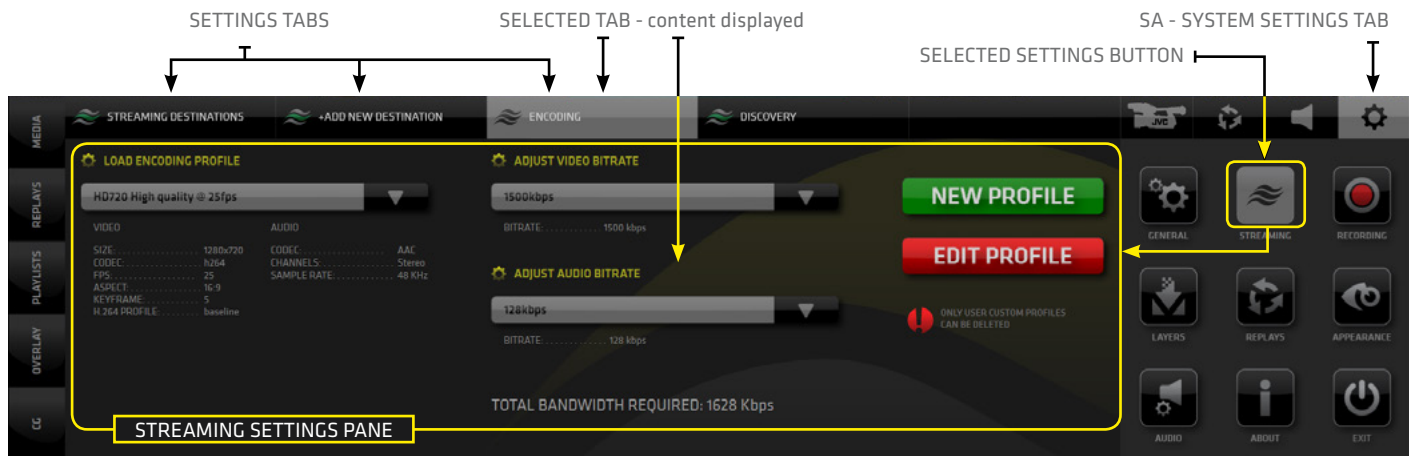 SETTINGS TABS
SELECTED TAB - content displayed
SA - SYSTEM SETTINGS TAB
SELECTED SETTINGS BUTTON
MEDIA
REPLAYS
PLAYLISTS
OVERLAY
CG
STREAMING DESTINATIONS
+ADD NEW DESTINATION
ENCODING
DISCOVERY
JVC
LOAD ENCODING PROFILE
HD720 High quality @ 25fps
VIDEO
SIZE: 1280x720
CODEC: h264
FPS: 25
ASPECT: 16:9
KEYFRAME: 5
H.264 PROFILE: baseline
AUDIO
CODEC: AAC
CHANNELS: Stereo
SAMPLE RATE: 48 KHz
ADJUST VIDEO BITRATE
1500kbps
BITRATE: 1500 kbps
ADJUST AUDIO BITRATE
128kbps
BITRATE: 128 kbps
TOTAL BANDWIDTH REQUIRED: 1628 Kbps
NEW PROFILE
EDIT PROFILE
ONLY USER CUSTOM PROFILES
CAN BE DELETED
STREAMING SETTINGS PANE
GENERAL
STREAMING
RECORDING
LAYERS
REPLAYS
APPEARANCE
AUDIO
ABOUT
EXIT